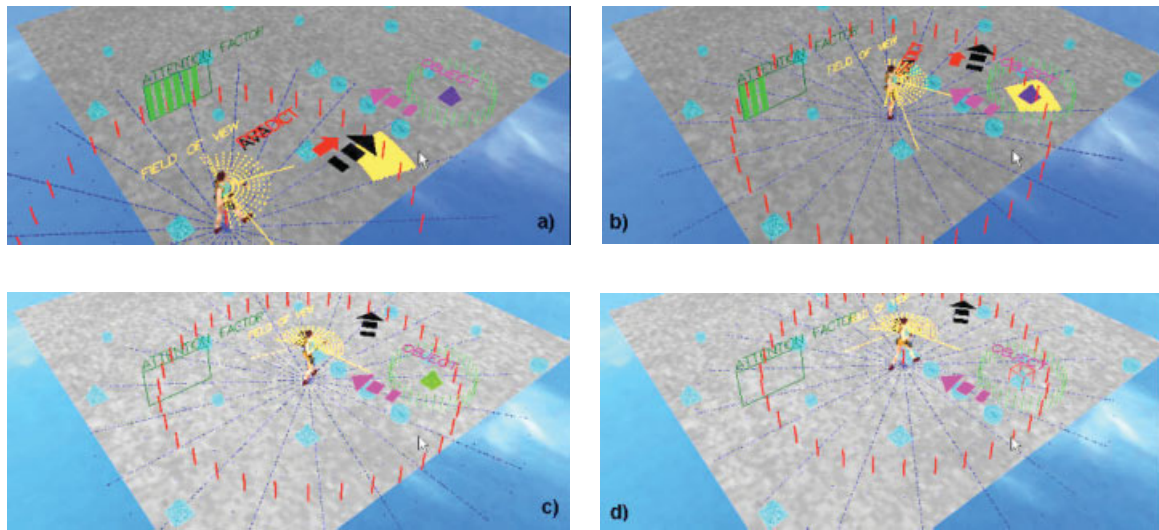 ATTENTION FACTOR
OBJECT
FIELD OF VIEW
a)
ATTENTION FACTOR
FIELD OF VIEW
OBJECT
b)
ATTENTION FACTOR
FIELD OF VIEW
OBJECT
c)
ATTENTION FACTOR
OBJECT
d)